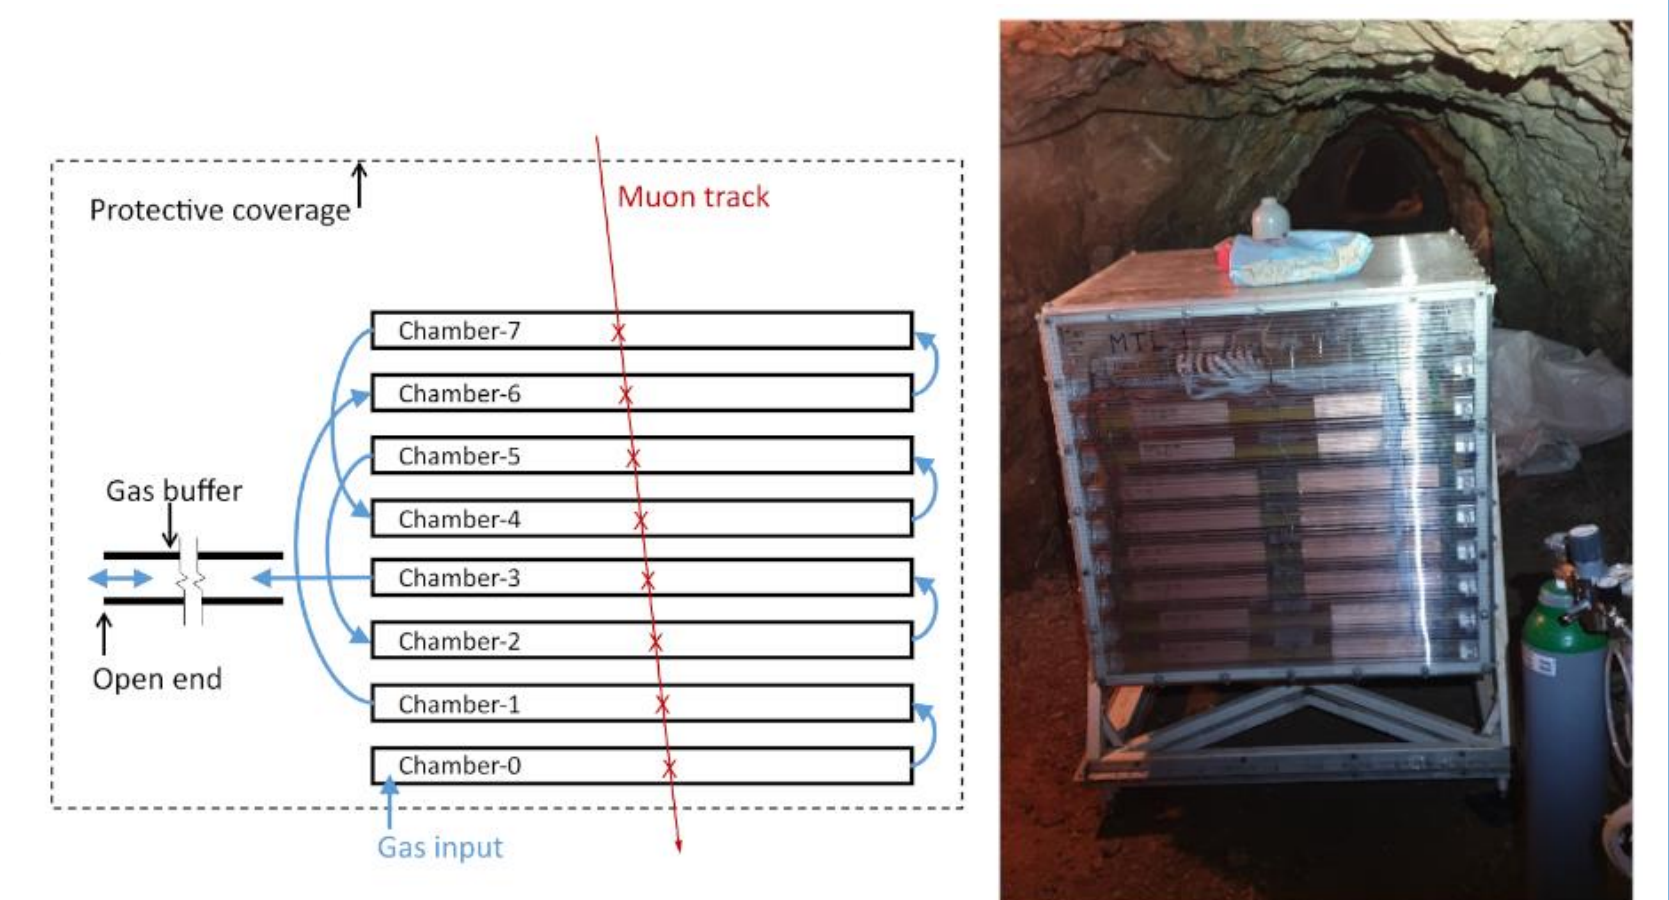 Protective coverage
Muon track
Chamber-7
Chamber-6
Chamber-5
Gas buffer
Chamber-4
Chamber-3
Chamber-2
Open end
Chamber-1
Chamber-0
Gas input